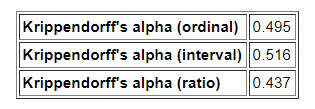 Krippendorff's alpha (ordinal) 0.495
Krippendorff's alpha (interval) 0.516
Krippendorff's alpha (ratio) 0.437